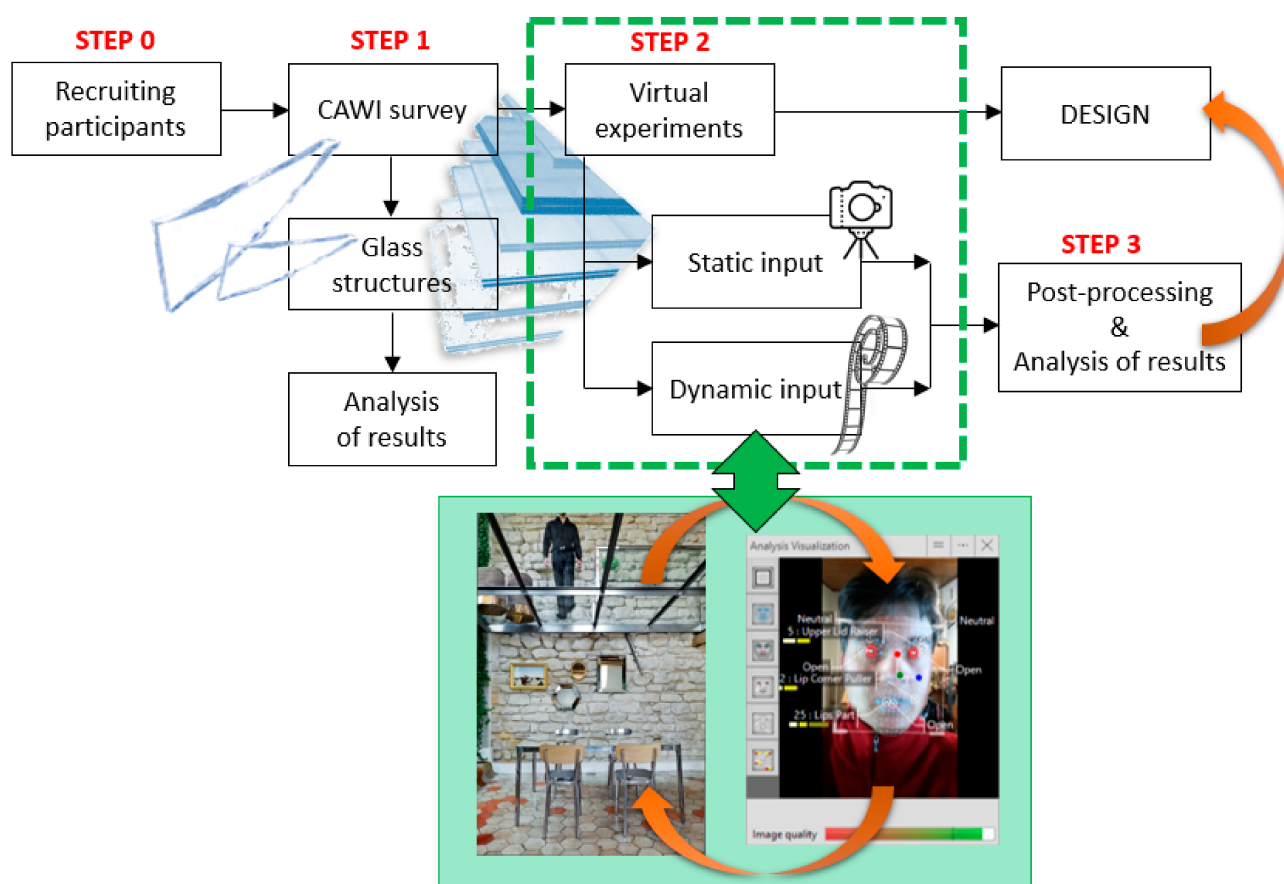 STEP 0
Recruiting
participants
STEP 1
CAWI survey
Glass
structures
Analysis
of results
STEP 2
Virtual
experiments
Static input
Dynamic input
DESIGN
STEP 3
Post-processing
&
Analysis of results
Analysis Visualization
Neutral
Neutral
5 : Upper Lid Raiser
Open
Open
2 : Lip Corner Puller
25 : Lips Part
Open
Image quality